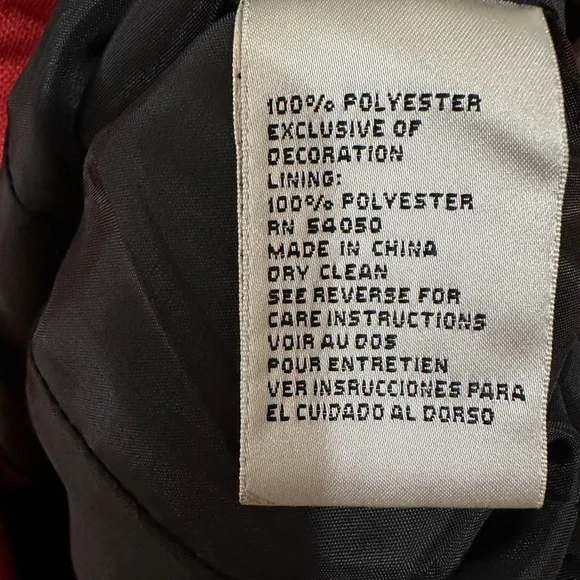 100% POLYESTER
EXCLUSIVE OF
DECORATION
LINING:
100% POLYESTER
RN 54050
MADE IN CHINA
DRY CLEAN
SEE REVERSE FOR
CARE INSTRUCTIONS
VOIR AU DOS
POUR ENTRETIEN
VER INSRUCCIONES PARA
EL CUIDADO AL DORSO